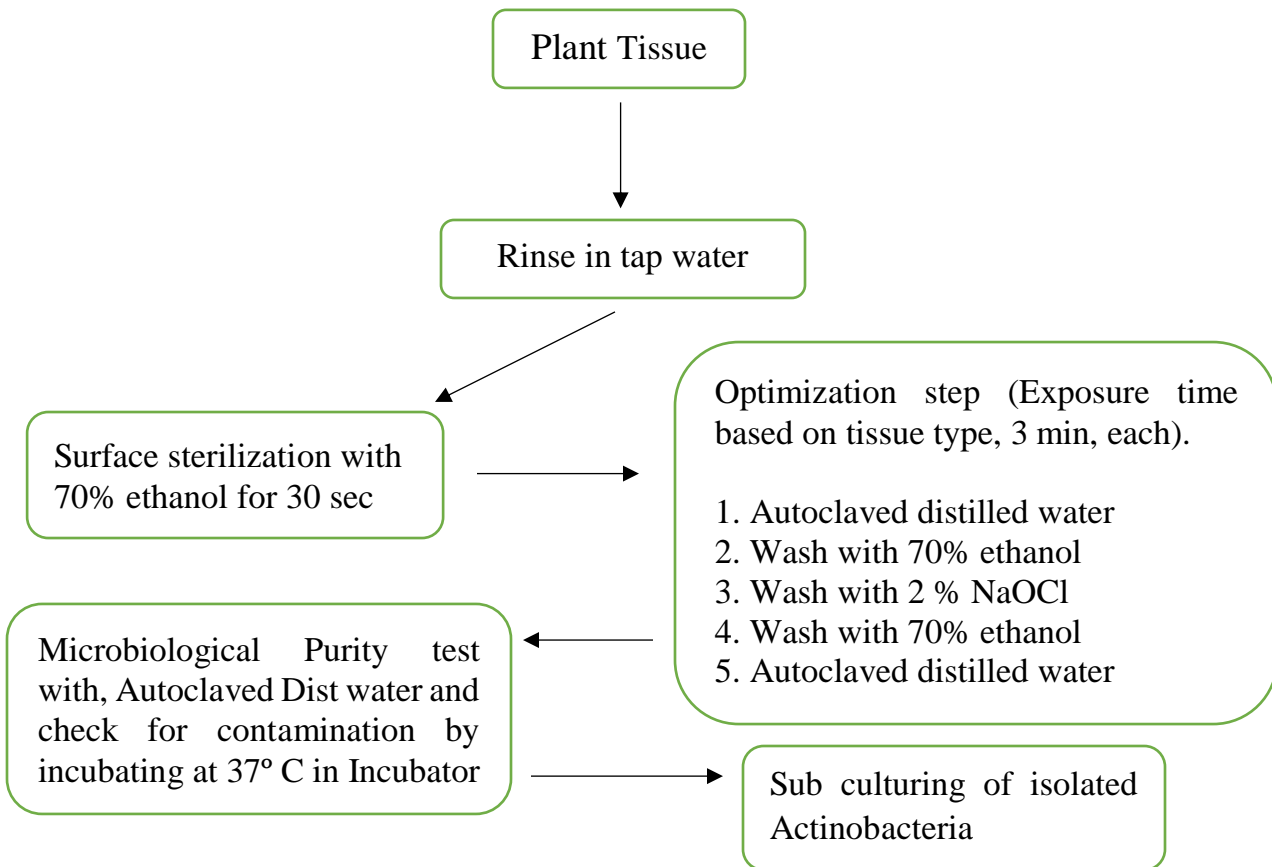 Plant Tissue
Rinse in tap water
Surface sterilization with
70% ethanol for 30 sec
Optimization step (Exposure time
based on tissue type, 3 min, each).
1. Autoclaved distilled water
2. Wash with 70% ethanol
3. Wash with 2 % NaOCl
4. Wash with 70% ethanol
5. Autoclaved distilled water
Microbiological Purity test
with, Autoclaved Dist water and
check for contamination by
incubating at 37º C in Incubator
Sub culturing of isolated
Actinobacteria